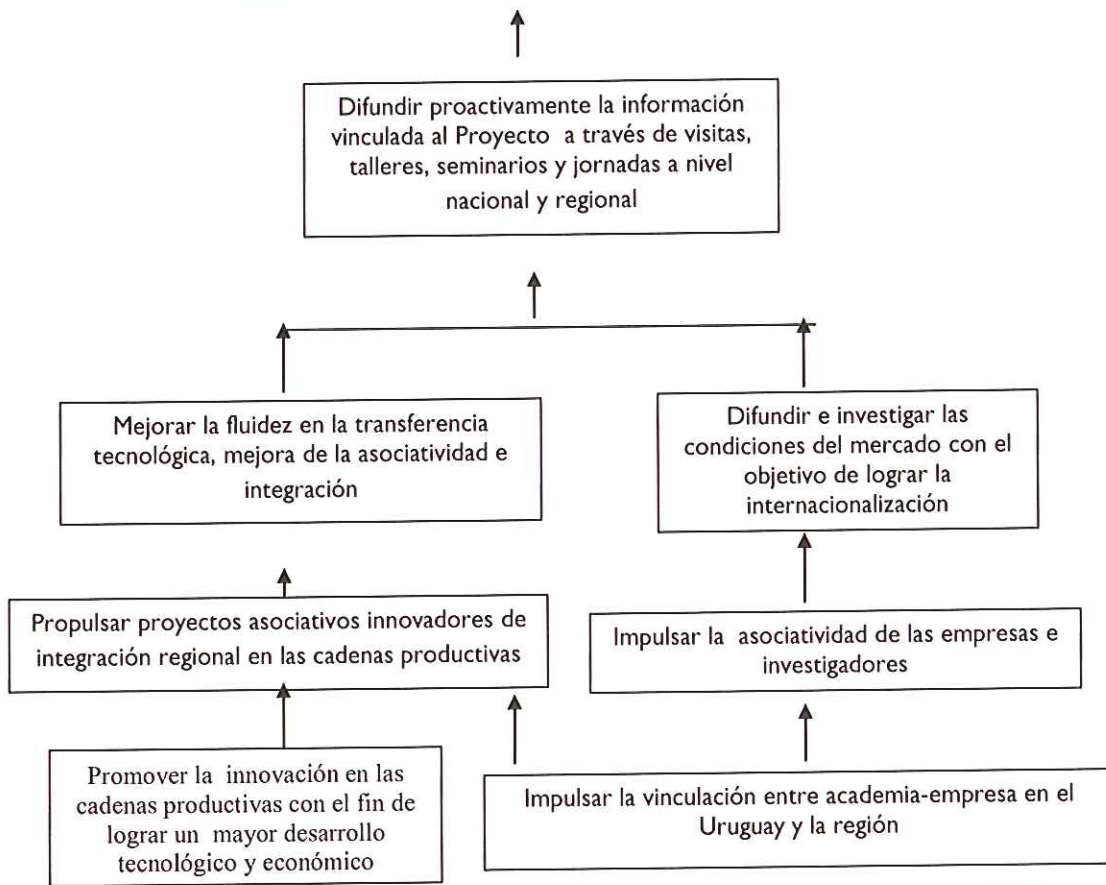 Difundir proactivamente la información
vinculada al Proyecto a través de visitas,
talleres, seminarios y jornadas a nivel
nacional y regional
Mejorar la fluidez en la transferencia
tecnológica, mejora de la asociatividad e
integración
Difundir e investigar las
condiciones del mercado con el
objetivo de lograr la
internacionalización
Propulsar proyectos asociativos innovadores de
integración regional en las cadenas productivas
Impulsar la asociatividad de las empresas e
investigadores
Promover la innovación en las
cadenas productivas con el fin de
lograr un mayor desarrollo
tecnológico y económico
Impulsar la vinculación entre academia-empresa en el
Uruguay y la región